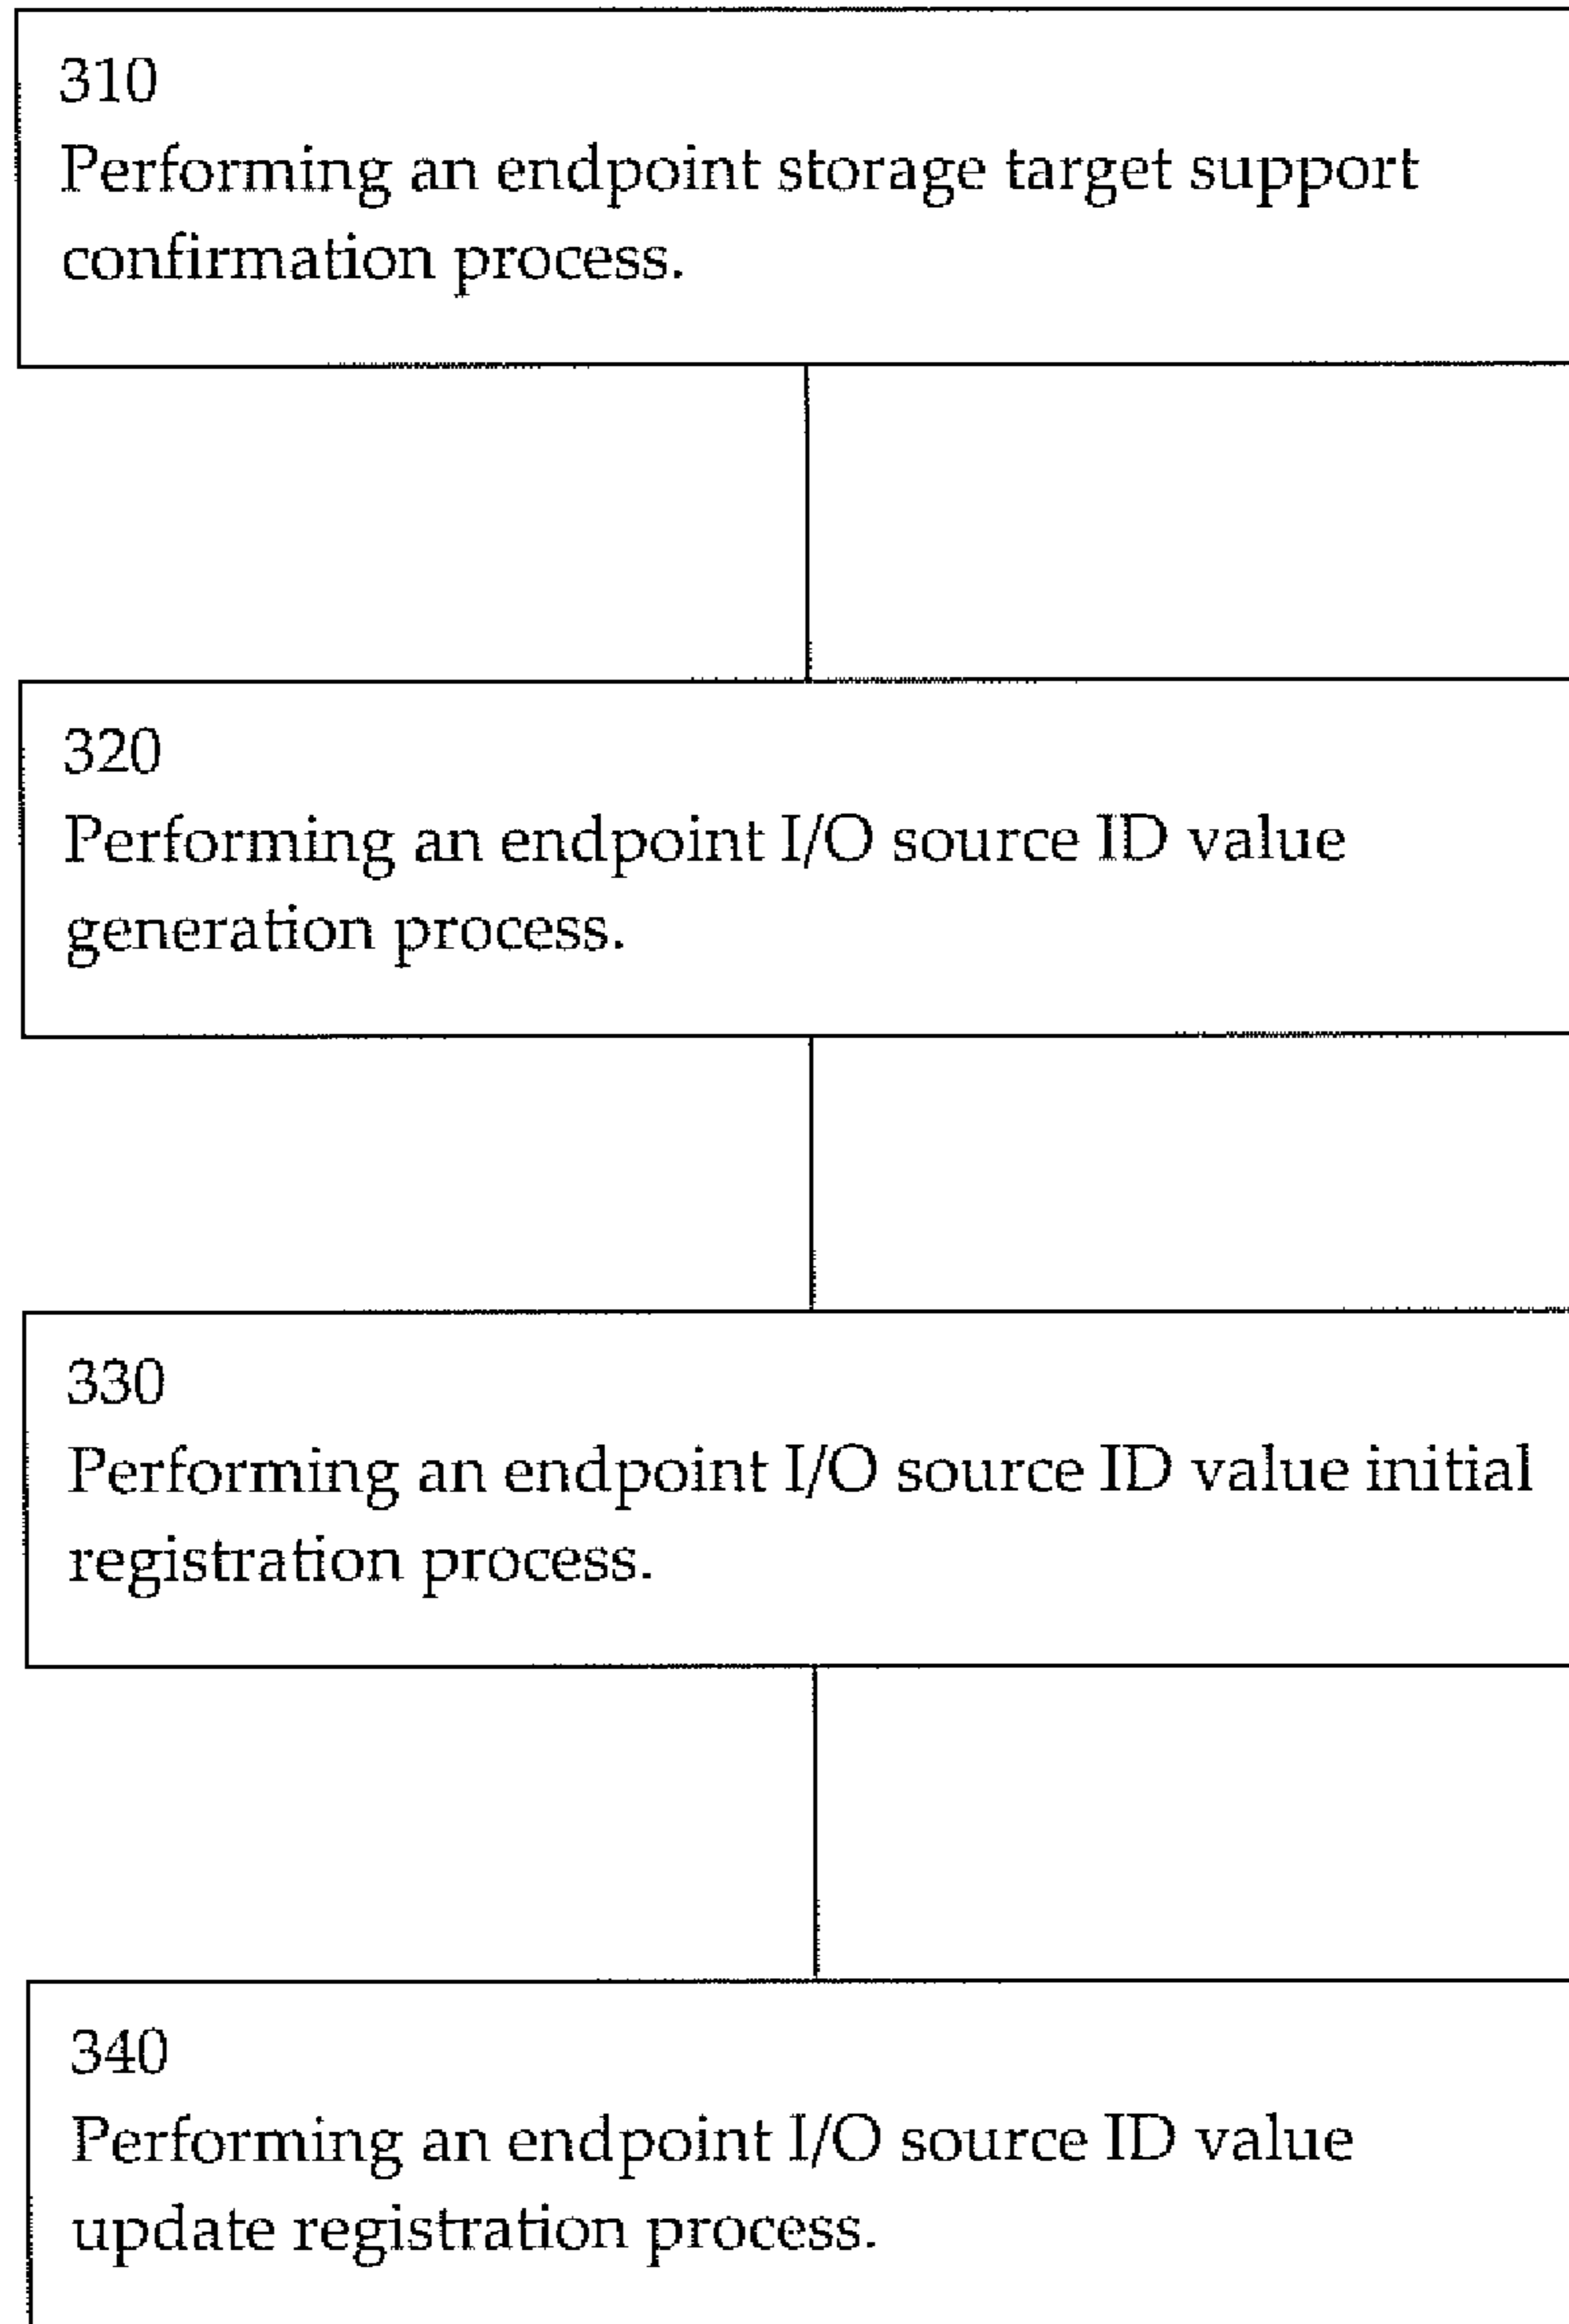 310
Performing an endpoint storage target support
confirmation process.
320
Performing an endpoint I/O source ID value
generation process.
330
Performing an endpoint I/O source ID value initial
registration process.
340
Performing an endpoint I/O source ID value
update registration process.